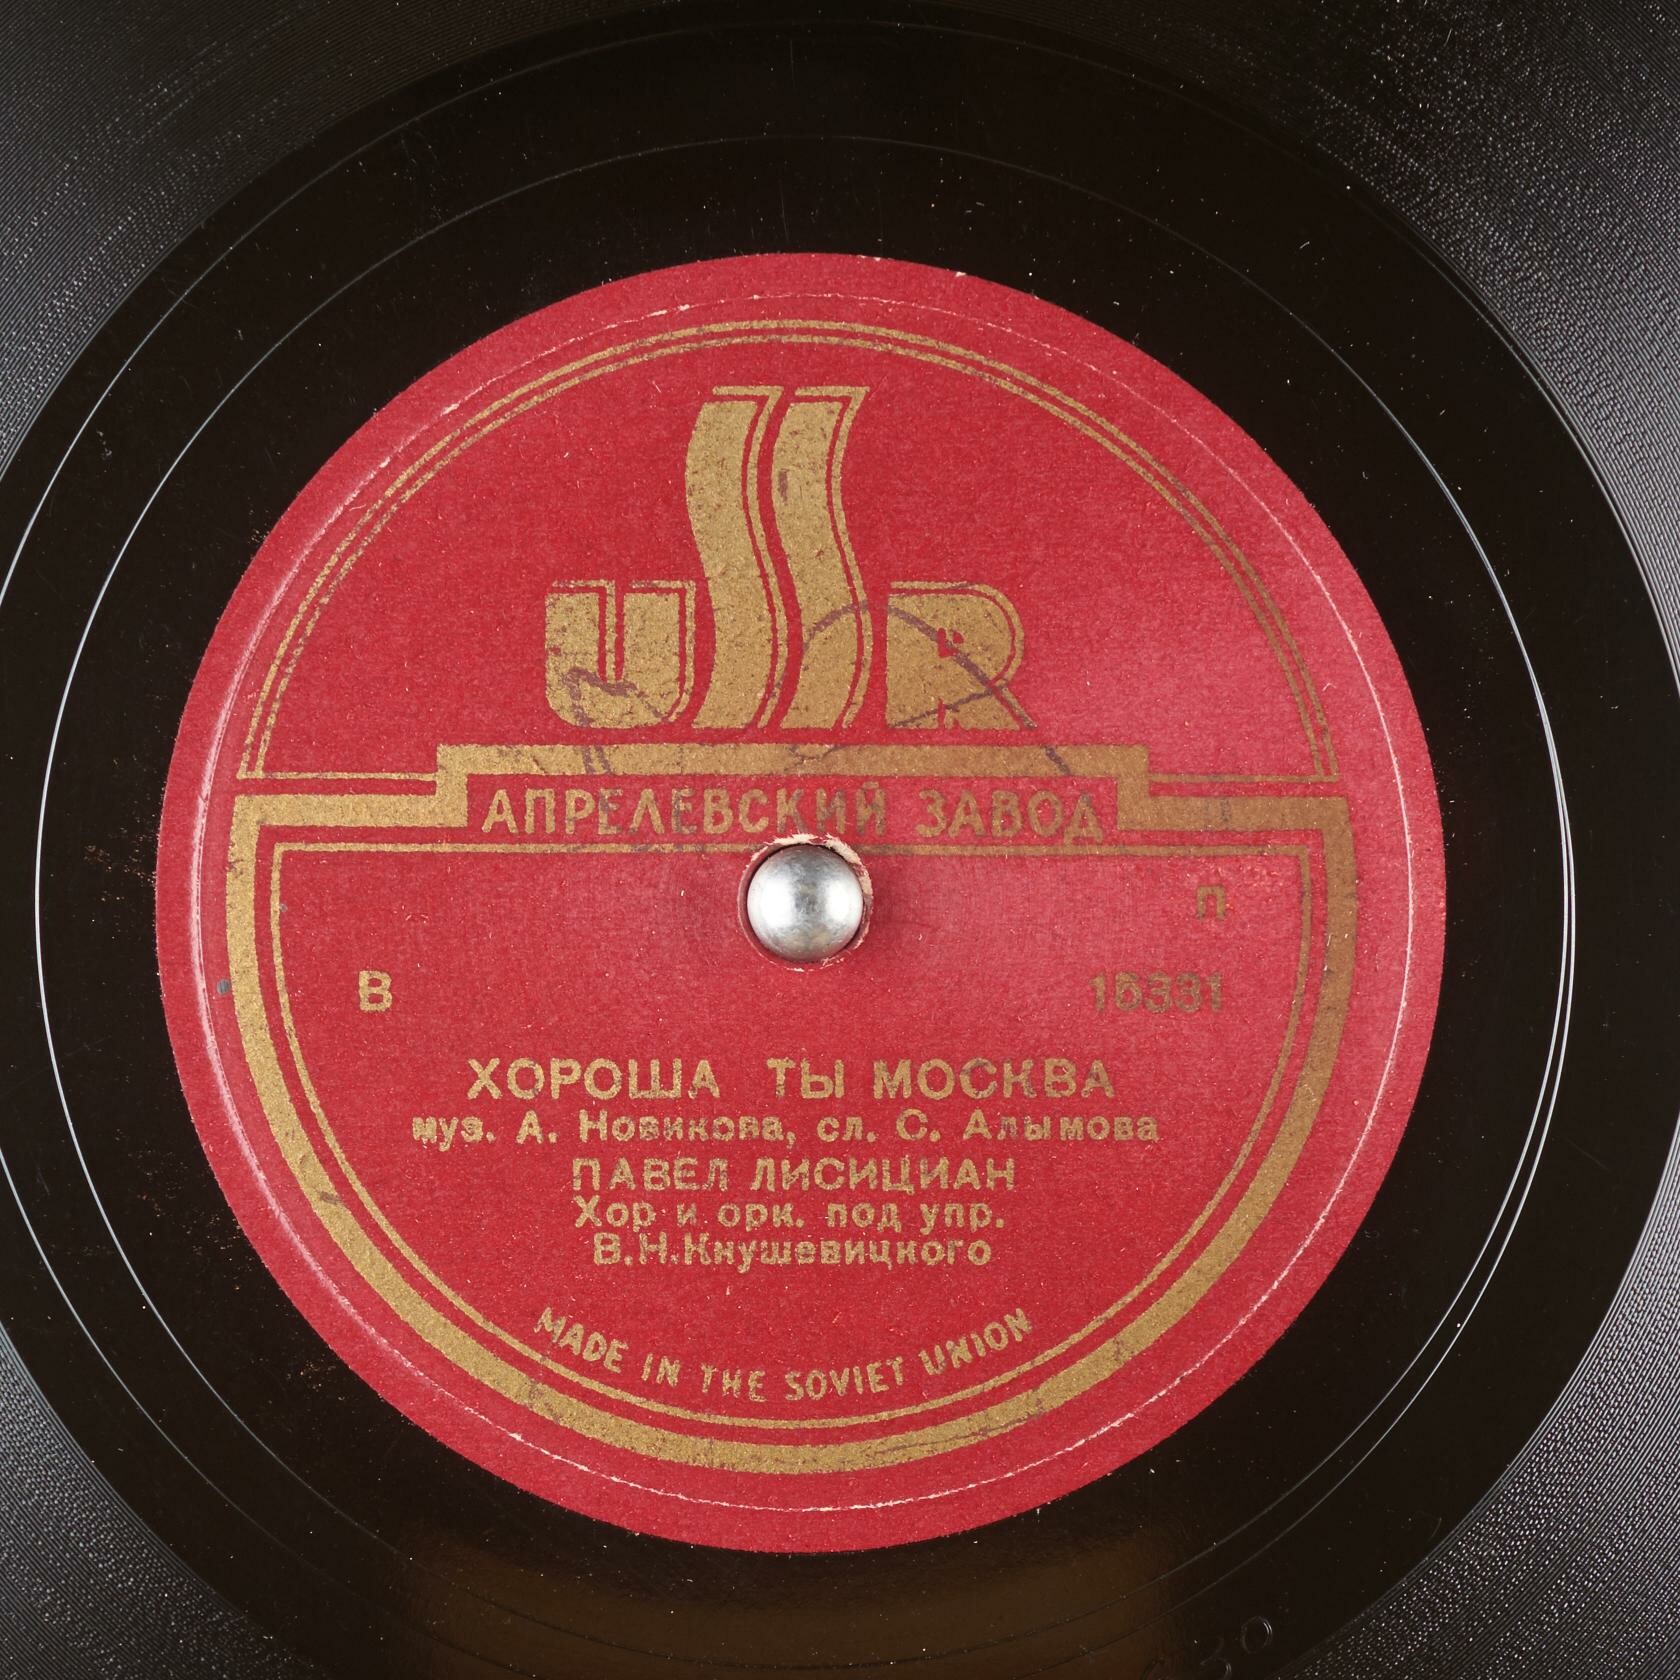 USSR
АПРЕЛЕВСКИЙ ЗАВОД
П
В 15331
ХОРОША ТЫ МОСКВА
муз. А. Новикова, сл. С. Алымова
ПАВЕЛ ЛИСИЦИАН
Хор и орк. под упр.
В.Н.Кнушевицкого
MADE IN THE SOVIET UNION